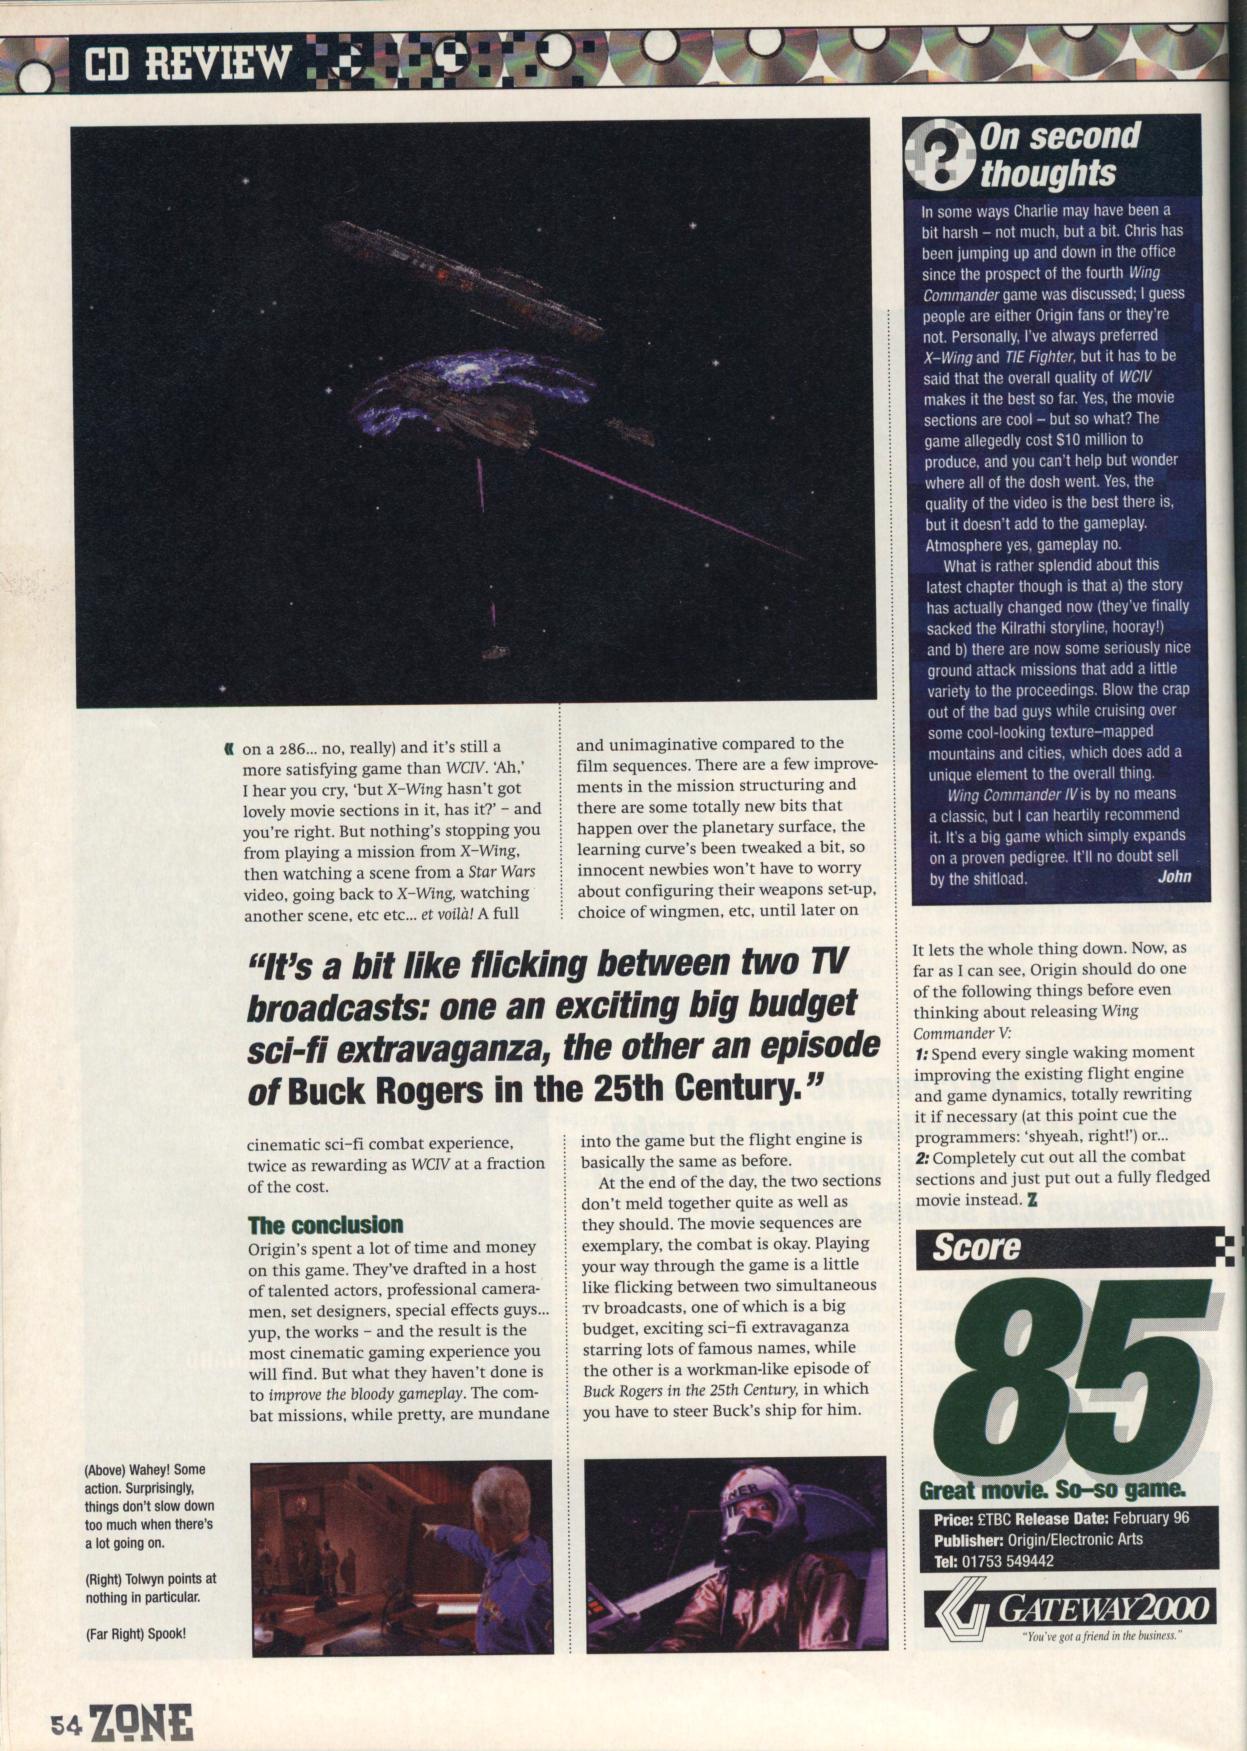 CD REVIEW
« on a 286... no, really) and it's still a
more satisfying game than WCIV. 'Ah,'
I hear you cry, 'but X–Wing hasn't got
lovely movie sections in it, has it?' – and
you're right. But nothing's stopping you
from playing a mission from X–Wing,
then watching a scene from a Star Wars
video, going back to X–Wing, watching
another scene, etc etc... et voilà! A full
"It's a bit like flicking between two TV
broadcasts: one an exciting big budget
sci-fi extravaganza, the other an episode
of Buck Rogers in the 25th Century."
cinematic sci–fi combat experience,
twice as rewarding as WCIV at a fraction
of the cost.
The conclusion
Origin's spent a lot of time and money
on this game. They've drafted in a host
of talented actors, professional camera-
men, set designers, special effects guys...
yup, the works – and the result is the
most cinematic gaming experience you
will find. But what they haven't done is
to improve the bloody gameplay. The com-
bat missions, while pretty, are mundane
and unimaginative compared to the
film sequences. There are a few improve-
ments in the mission structuring and
there are some totally new bits that
happen over the planetary surface, the
learning curve's been tweaked a bit, so
innocent newbies won't have to worry
about configuring their weapons set-up,
choice of wingmen, etc, until later on
into the game but the flight engine is
basically the same as before.
At the end of the day, the two sections
don't meld together quite as well as
they should. The movie sequences are
exemplary, the combat is okay. Playing
your way through the game is a little
like flicking between two simultaneous
TV broadcasts, one of which is a big
budget, exciting sci–fi extravaganza
starring lots of famous names, while
the other is a workman-like episode of
Buck Rogers in the 25th Century, in which
you have to steer Buck's ship for him.
It lets the whole thing down. Now, as
far as I can see, Origin should do one
of the following things before even
thinking about releasing Wing
Commander V:
1: Spend every single waking moment
improving the existing flight engine
and game dynamics, totally rewriting
it if necessary (at this point cue the
programmers: 'shyeah, right!') or...
2: Completely cut out all the combat
sections and just put out a fully fledged
movie instead. Z
? On second
thoughts
In some ways Charlie may have been a
bit harsh – not much, but a bit. Chris has
been jumping up and down in the office
since the prospect of the fourth Wing
Commander game was discussed; I guess
people are either Origin fans or they're
not. Personally, I've always preferred
X–Wing and TIE Fighter, but it has to be
said that the overall quality of WCIV
makes it the best so far. Yes, the movie
sections are cool – but so what? The
game allegedly cost $10 million to
produce, and you can't help but wonder
where all of the dosh went. Yes, the
quality of the video is the best there is,
but it doesn't add to the gameplay.
Atmosphere yes, gameplay no.
What is rather splendid about this
latest chapter though is that a) the story
has actually changed now (they've finally
sacked the Kilrathi storyline, hooray!)
and b) there are now some seriously nice
ground attack missions that add a little
variety to the proceedings. Blow the crap
out of the bad guys while cruising over
some cool-looking texture–mapped
mountains and cities, which does add a
unique element to the overall thing.
Wing Commander IV is by no means
a classic, but I can heartily recommend
it. It's a big game which simply expands
on a proven pedigree. It'll no doubt sell
by the shitload. John
Score
85
Great movie. So–so game.
Price: £TBC Release Date: February 96
Publisher: Origin/Electronic Arts
Tel: 01753 549442
GATEWAY2000
"You've got a friend in the business."
(Above) Wahey! Some
action. Surprisingly,
things don't slow down
too much when there's
a lot going on.
(Right) Tolwyn points at
nothing in particular.
(Far Right) Spook!
54 ZONE